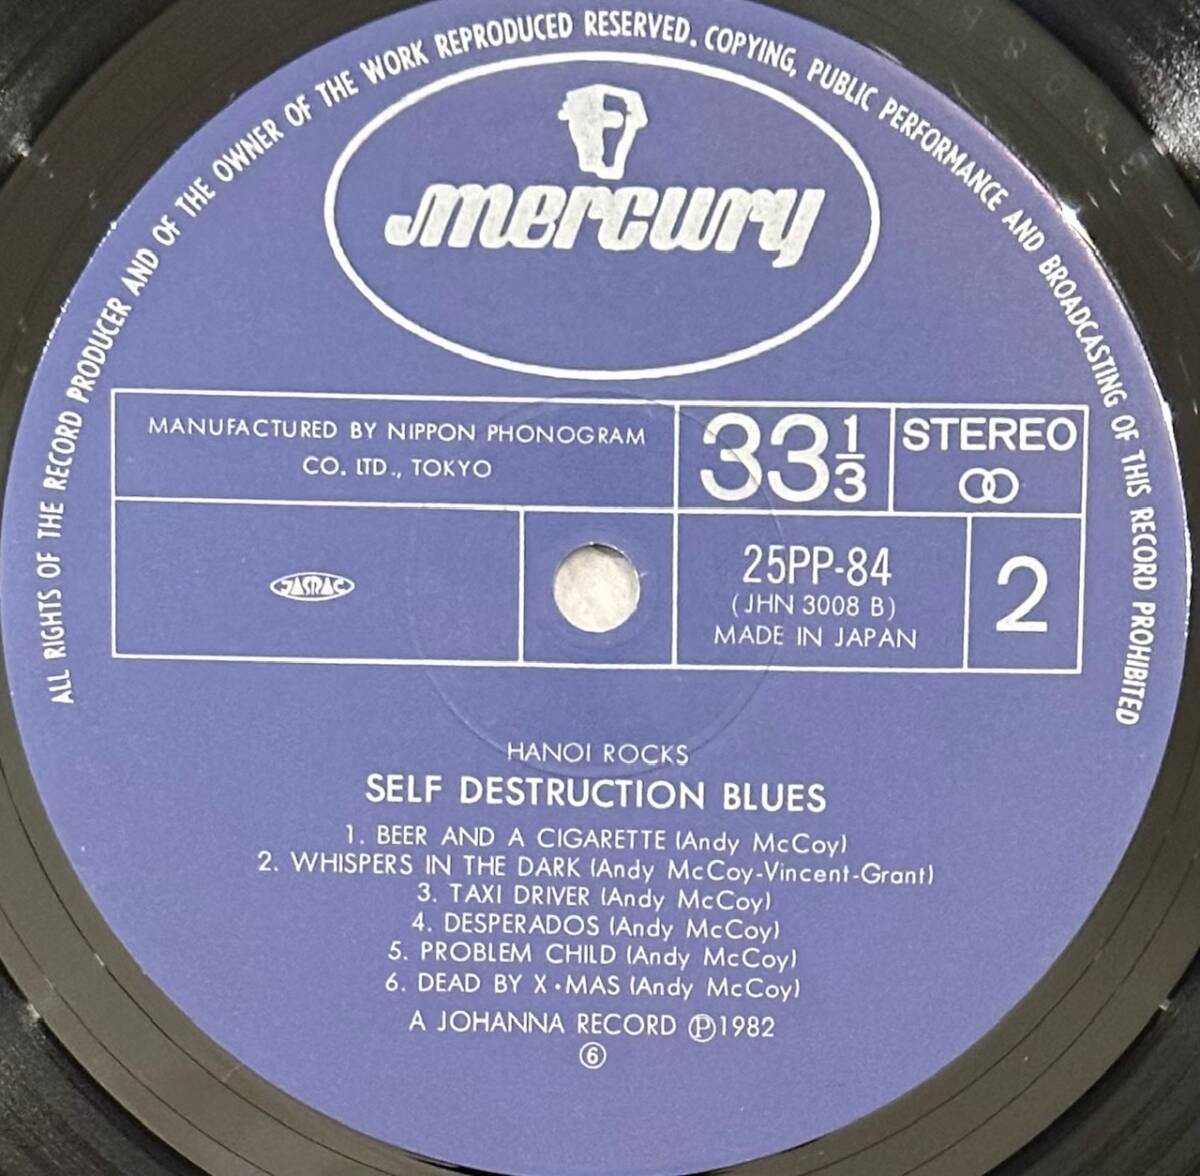 ALL RIGHTS OF THE RECORD PRODUCER AND OF THE OWNER OF THE WORK REPRODUCED RESERVED. COPYING, PUBLIC PERFORMANCE AND BROADCASTING OF THIS RECORD PROHIBITED
mercury
MANUFACTURED BY NIPPON PHONOGRAM
CO. LTD., TOKYO
33 1/3
STEREO
JASRAC
25PP-84
(JHN 3008 B)
MADE IN JAPAN
2
HANOI ROCKS
SELF DESTRUCTION BLUES
1. BEER AND A CIGARETTE (Andy McCoy)
2. WHISPERS IN THE DARK (Andy McCoy-Vincent-Grant)
3. TAXI DRIVER (Andy McCoy)
4. DESPERADOS (Andy McCoy)
5. PROBLEM CHILD (Andy McCoy)
6. DEAD BY X·MAS (Andy McCoy)
A JOHANNA RECORD Ⓟ1982
⑥